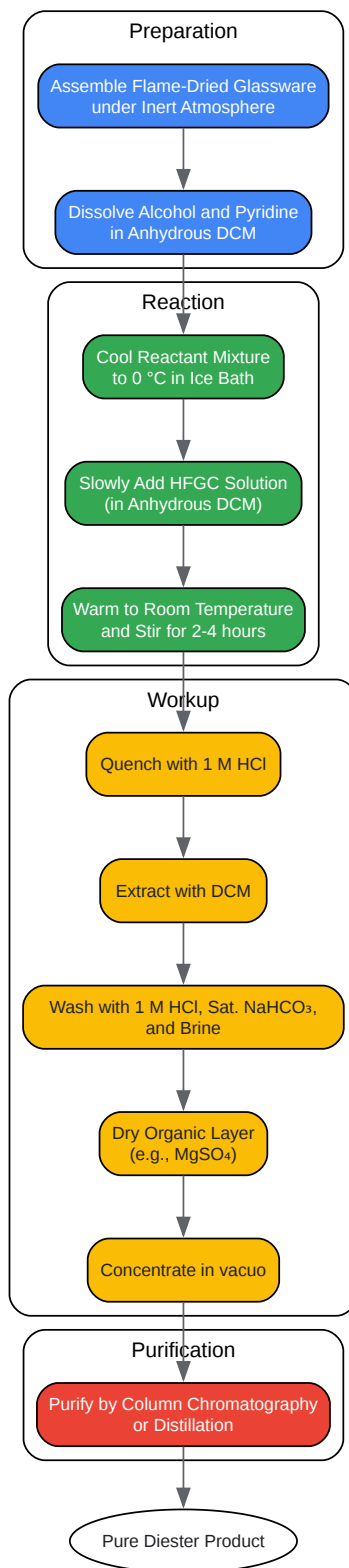 Preparation
Assemble Flame-Dried Glassware
under Inert Atmosphere
Dissolve Alcohol and Pyridine
in Anhydrous DCM
Reaction
Cool Reactant Mixture
to 0 °C in Ice Bath
Slowly Add HFGC Solution
(in Anhydrous DCM)
Warm to Room Temperature
and Stir for 2-4 hours
Workup
Quench with 1 M HCl
Extract with DCM
Wash with 1 M HCl, Sat. NaHCO₃,
and Brine
Dry Organic Layer
(e.g., MgSO₄)
Concentrate in vacuo
Purification
Purify by Column Chromatography
or Distillation
Pure Diester Product